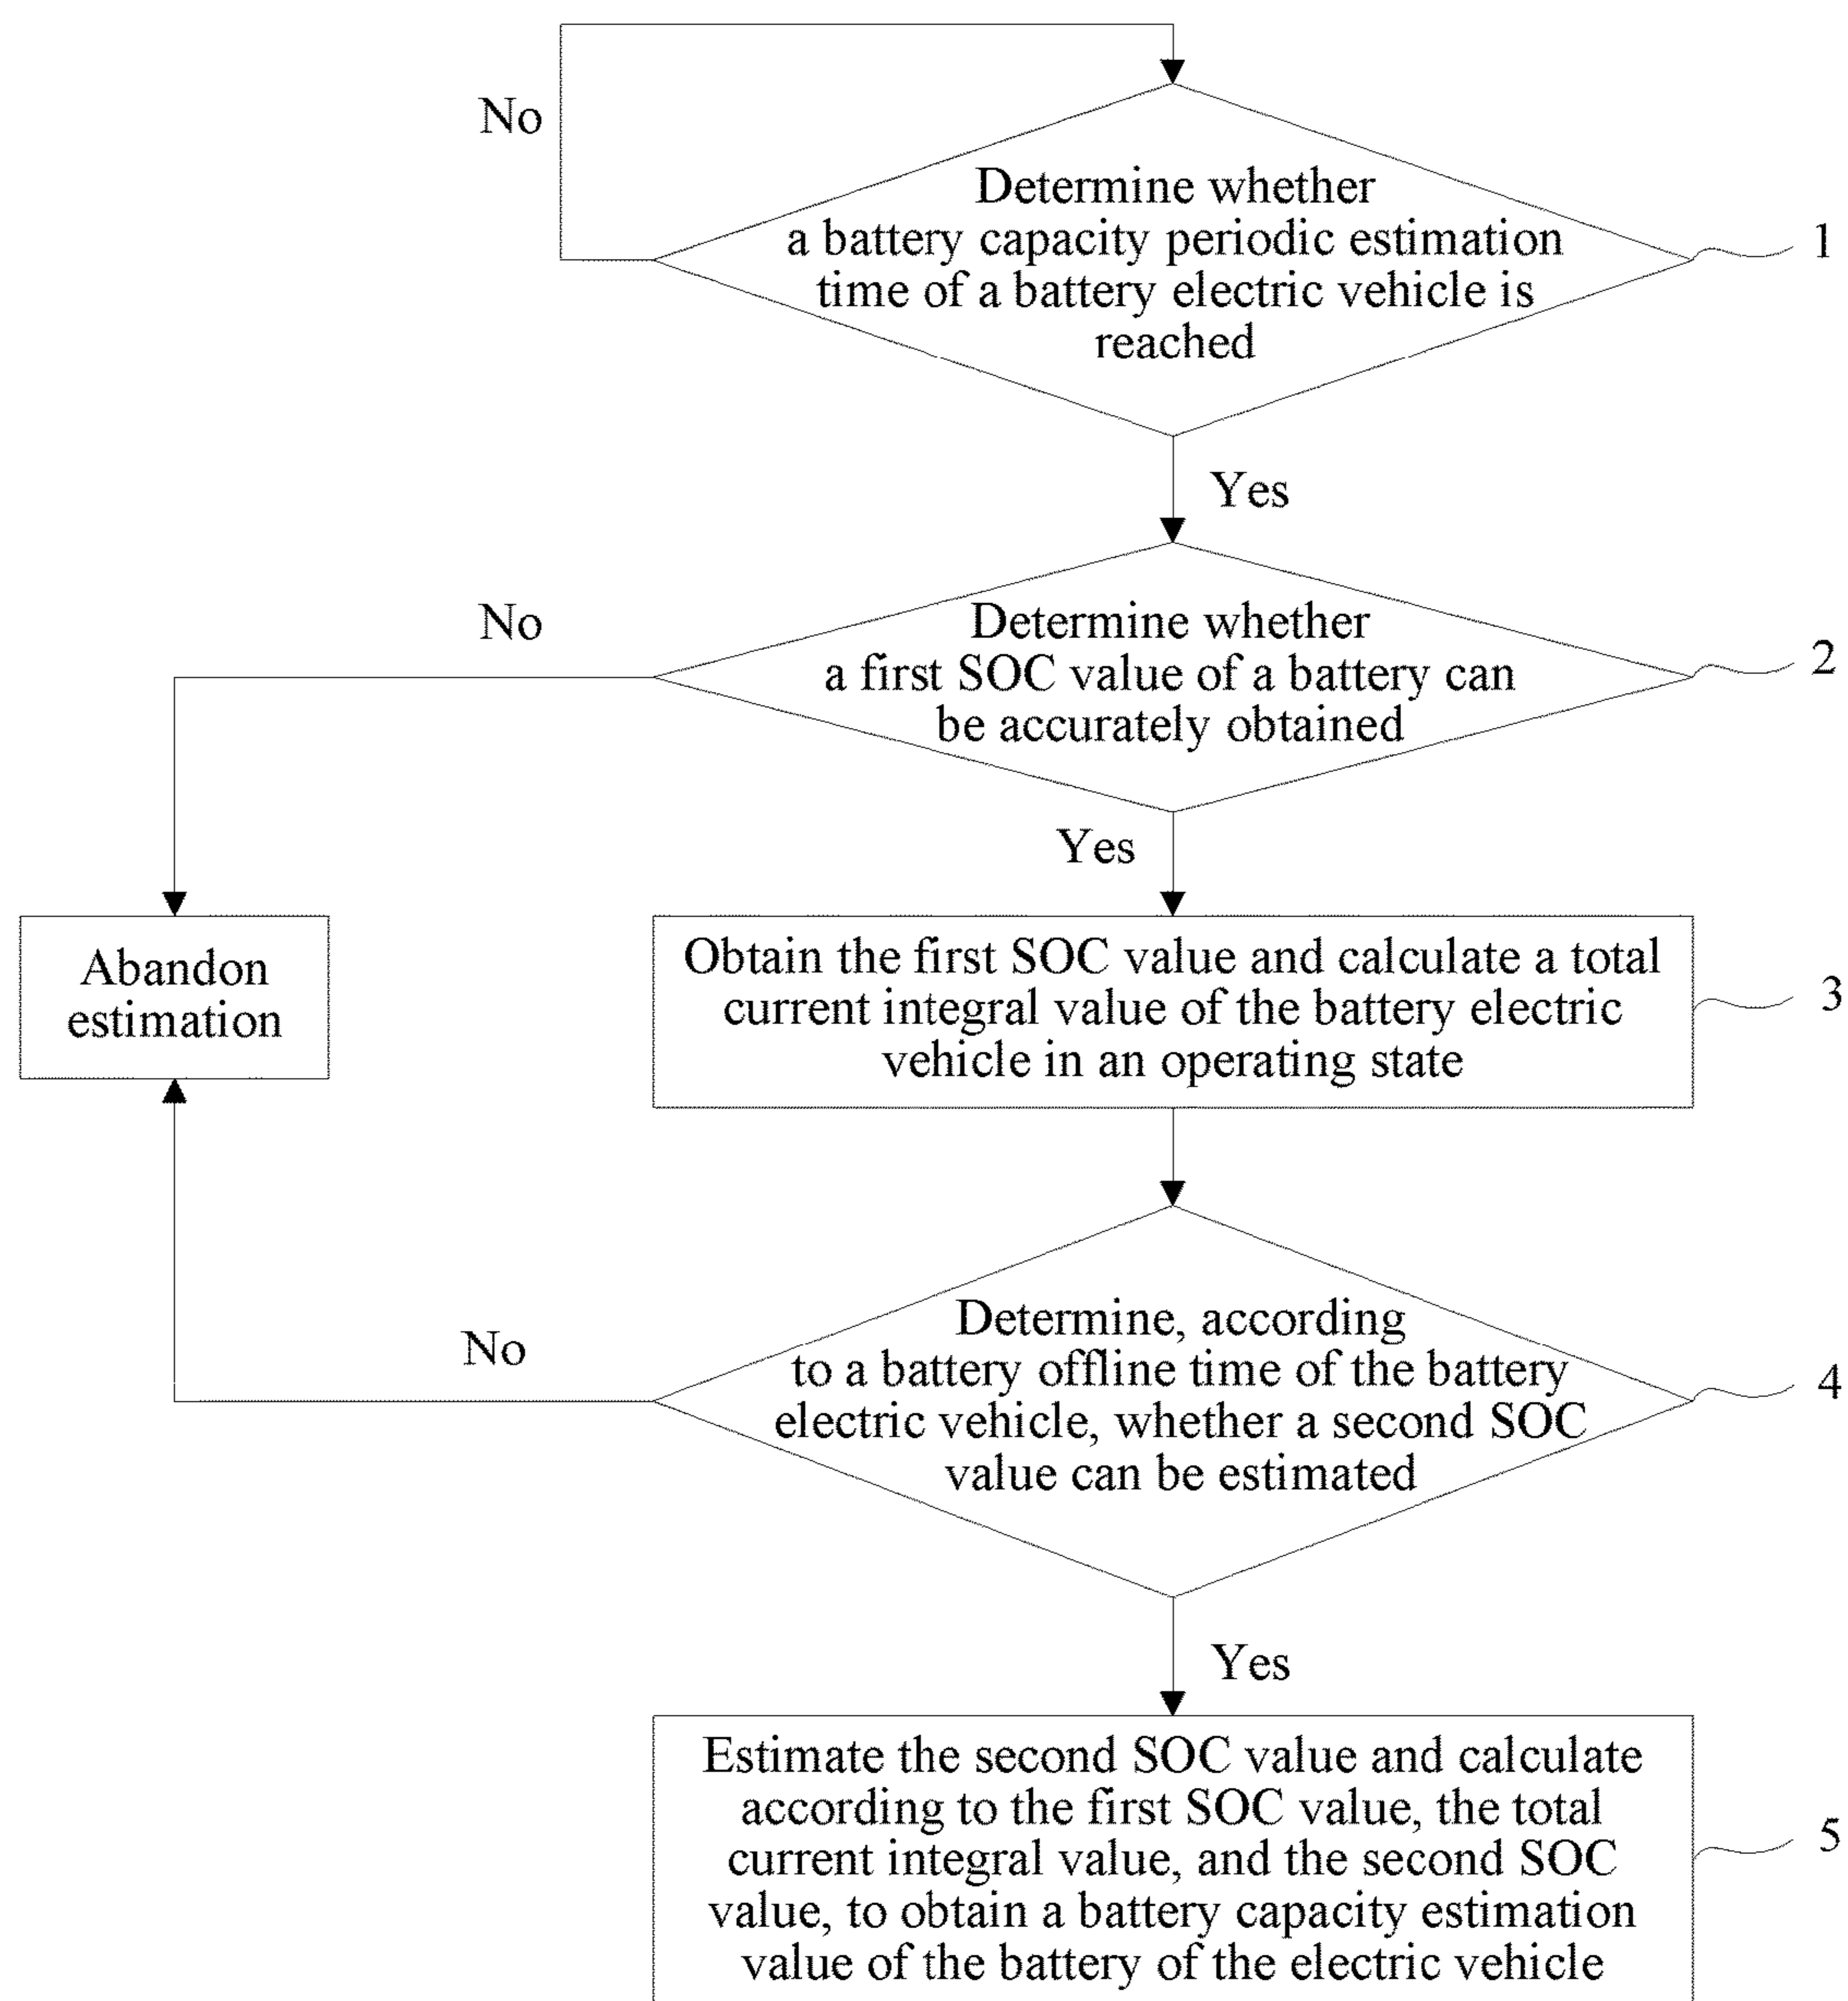 No
Determine whether
a battery capacity periodic estimation
time of a battery electric vehicle is
reached
1
Yes
No
Determine whether
a first SOC value of a battery can
be accurately obtained
2
Yes
Abandon
estimation
Obtain the first SOC value and calculate a total
current integral value of the battery electric
vehicle in an operating state
3
No
Determine, according
to a battery offline time of the battery
electric vehicle, whether a second SOC
value can be estimated
4
Yes
Estimate the second SOC value and calculate
according to the first SOC value, the total
current integral value, and the second SOC
value, to obtain a battery capacity estimation
value of the battery of the electric vehicle
5